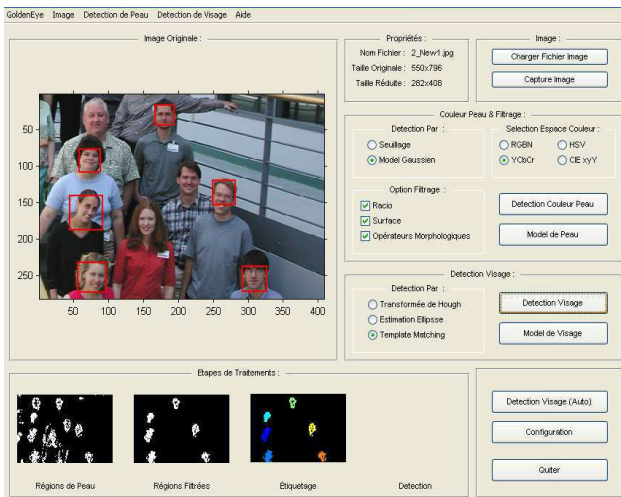 GoldenEye Image Detection de Peau Detection de Visage Aide
Image Originale :
50
100
150
200
250
50 100 150 200 250 300 350 400
Propriétés :
Nom Fichier : 2_New1.jpg
Taille Originale : 550x796
Taille Réduite : 282x408
Image :
Charger Fichier Image
Capture Image
Couleur Peau & Filtrage :
Detection Par :
Seuillage
Model Gaussien
Selection Espace Couleur :
RGBN HSV
YCbCr CIE xyY
Option Filtrage :
Racio
Surface
Opérateurs Morphologiques
Detection Couleur Peau
Model de Peau
Detection Visage :
Detection Par :
Transformée de Hough
Estimation Ellipsse
Template Matching
Detection Visage
Model de Visage
Etapes de Traitements :
Régions de Peau Régions Filtrées Étiquetage Detection
Detection Visage (Auto)
Configuration
Quiter